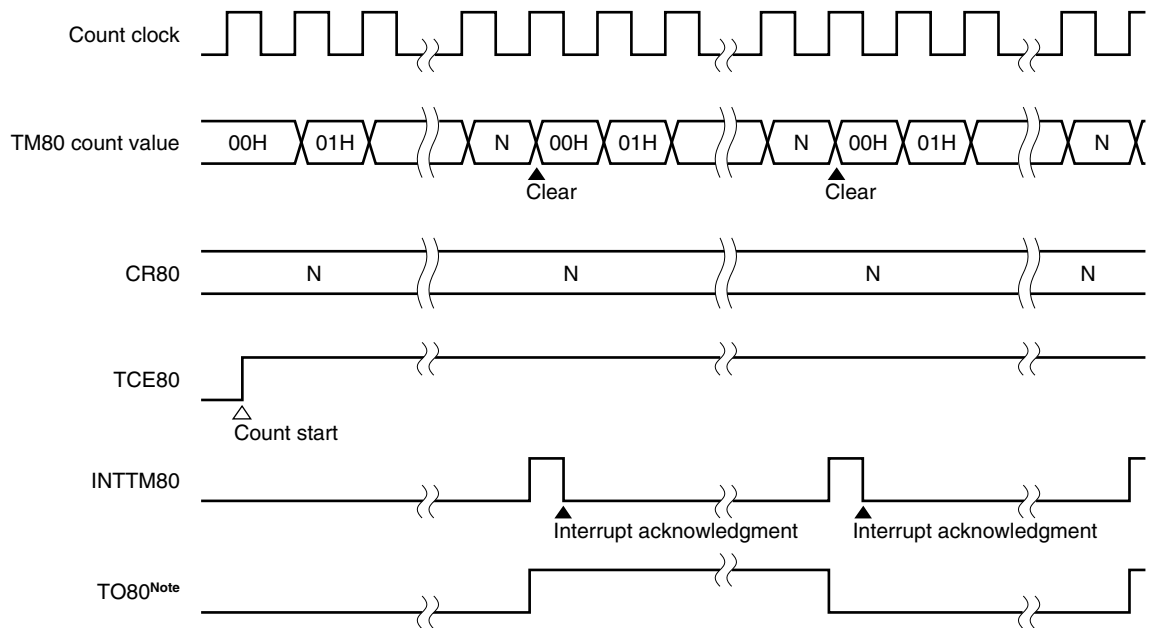 Count clock
TM80 count value 00H 01H N 00H 01H N 00H 01H N
Clear Clear
CR80 N N N N
TCE80
Count start
INTTM80
Interrupt acknowledgment Interrupt acknowledgment
TO80Note